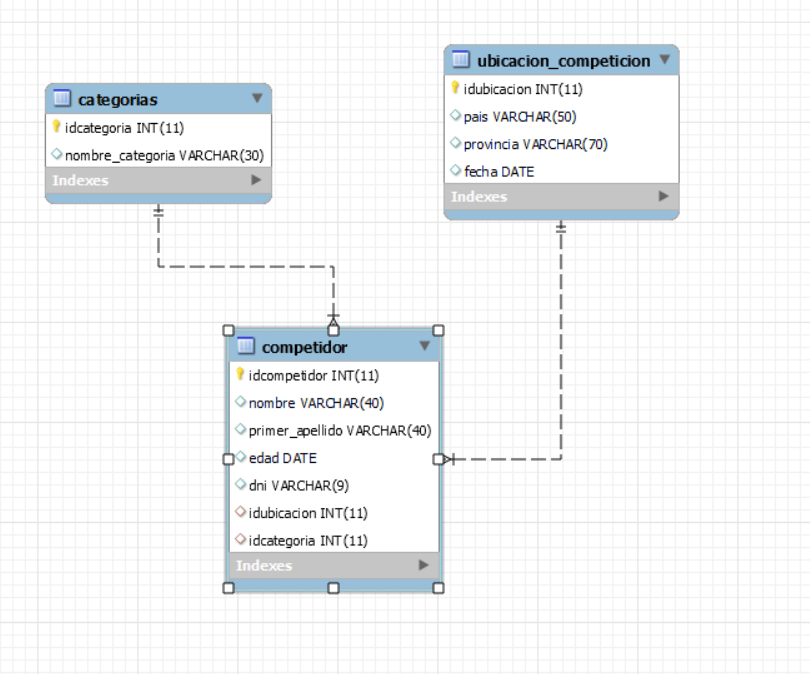 categorias
idcategoria INT(11)
nombre_categoria VARCHAR(30)
Indexes
ubicacion_competicion
idubicacion INT(11)
pais VARCHAR(50)
provincia VARCHAR(70)
fecha DATE
Indexes
competidor
idcompetidor INT(11)
nombre VARCHAR(40)
primer_apellido VARCHAR(40)
edad DATE
dni VARCHAR(9)
idubicacion INT(11)
idcategoria INT(11)
Indexes